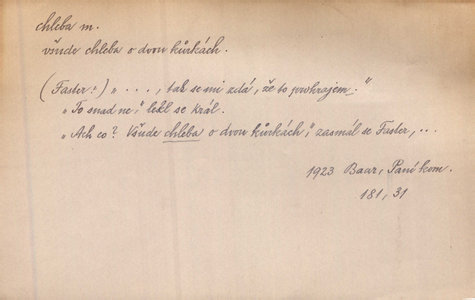 chleba m.
všude chleba o dvou kůrkách.
(Faster:) „ . . . , tak se mi zdá, že to prohrajem."
„To snad ne," lekl se Král.
„Ach co? Všude chleba o dvou kůrkách," zasmál se Faster, . . .
1923 Baar, Paní kom.
181, 31